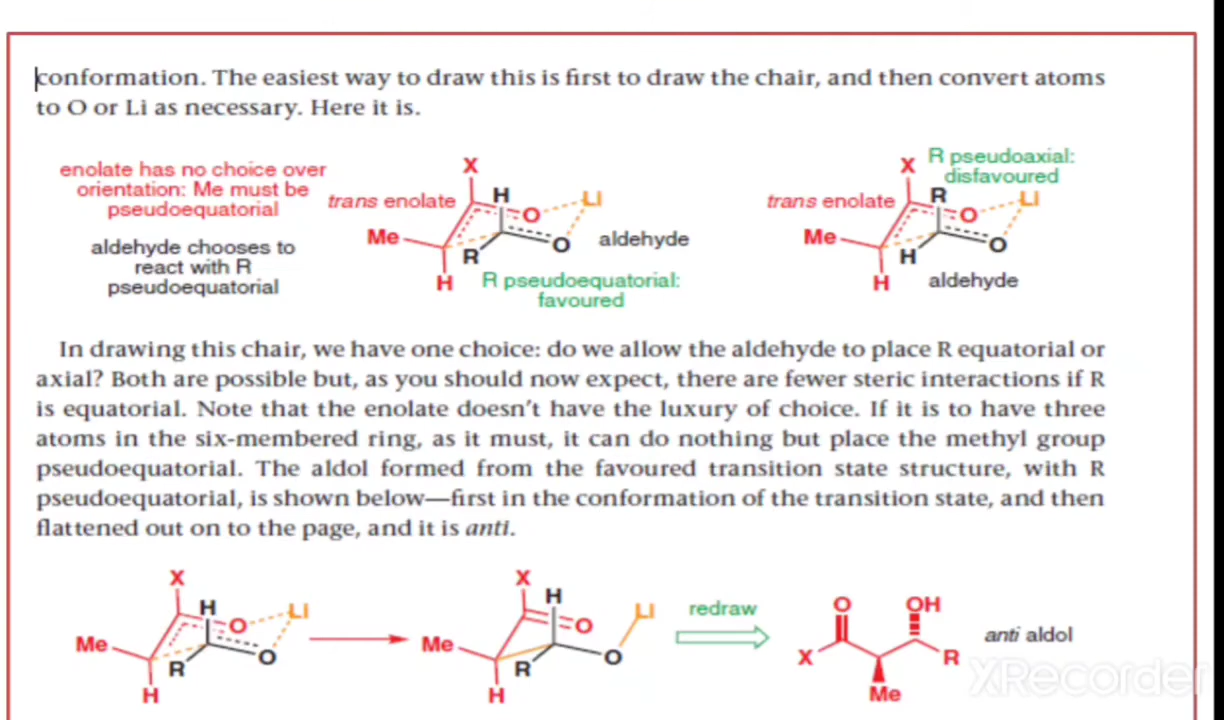 conformation. The easiest way to draw this is first to draw the chair, and then convert atoms
to O or Li as necessary. Here it is.
enolate has no choice over
orientation: Me must be
pseudoequatorial
aldehyde chooses to
react with R
pseudoequatorial
X
H
trans enolate
O
Li
Me
O
aldehyde
R
H
R pseudoequatorial:
favoured
R pseudoaxial:
disfavoured
X
R
Li
trans enolate
O
Me
O
H
H
aldehyde
In drawing this chair, we have one choice: do we allow the aldehyde to place R equatorial or
axial? Both are possible but, as you should now expect, there are fewer steric interactions if R
is equatorial. Note that the enolate doesn't have the luxury of choice. If it is to have three
atoms in the six-membered ring, as it must, it can do nothing but place the methyl group
pseudoequatorial. The aldol formed from the favoured transition state structure, with R
pseudoequatorial, is shown below—first in the conformation of the transition state, and then
flattened out on to the page, and it is anti.
X
H
O
Li
Me
O
R
H
X
H
O
Li
Me
O
R
H
redraw
O
OH
X
R
Me
anti aldol
XRecorder